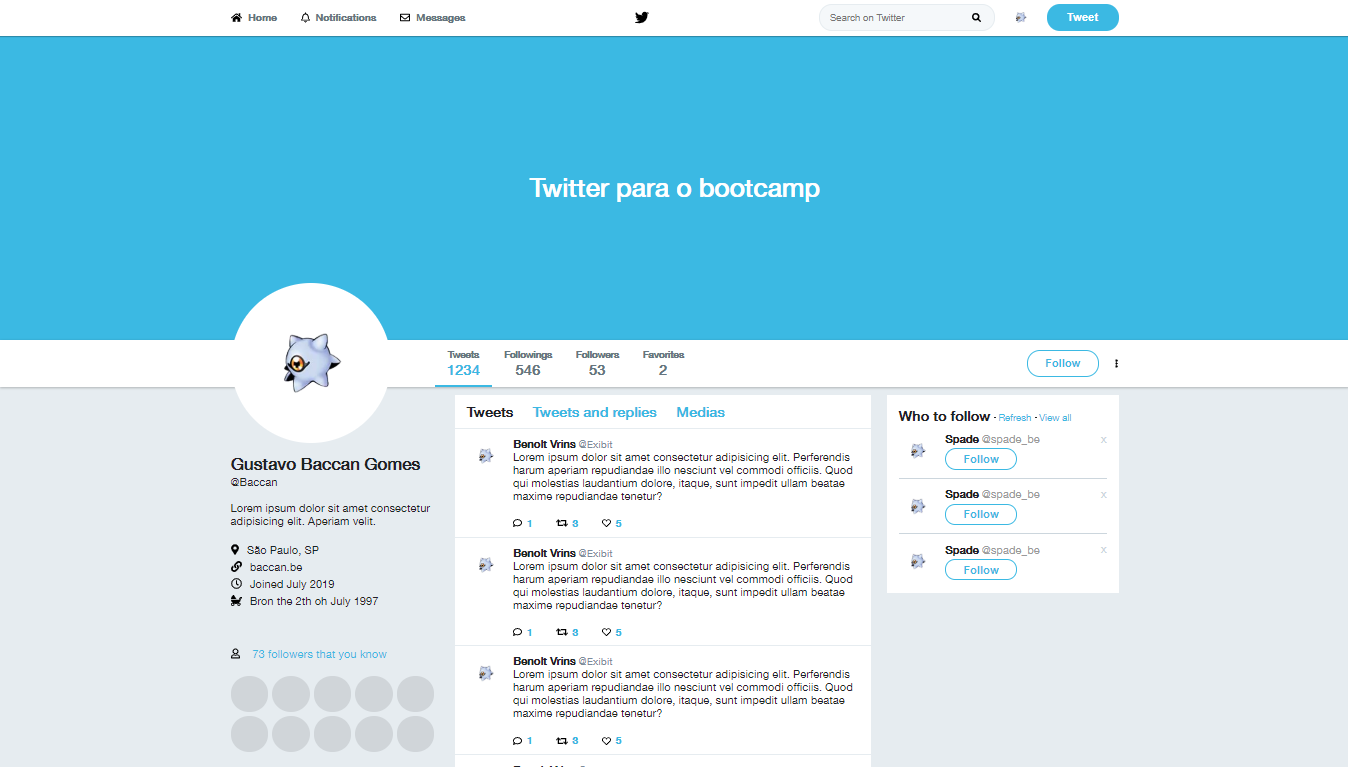 Home Notifications Messages Search on Twitter Tweet
Twitter para o bootcamp
Tweets Followings Followers Favorites
1234 546 53 2 Follow
Gustavo Baccan Gomes
@Baccan
Lorem ipsum dolor sit amet consectetur
adipisicing elit. Aperiam velit.
São Paulo, SP
baccan.be
Joined July 2019
Bron the 2th oh July 1997
73 followers that you know
Tweets Tweets and replies Medias
Benolt Vrins @Exibit
Lorem ipsum dolor sit amet consectetur adipisicing elit. Perferendis
harum aperiam repudiandae illo nesciunt vel commodi officiis. Quod
qui molestias laudantium dolore, itaque, sunt impedit ullam beatae
maxime repudiandae tenetur?
1 3 5
Benolt Vrins @Exibit
Lorem ipsum dolor sit amet consectetur adipisicing elit. Perferendis
harum aperiam repudiandae illo nesciunt vel commodi officiis. Quod
qui molestias laudantium dolore, itaque, sunt impedit ullam beatae
maxime repudiandae tenetur?
1 3 5
Benolt Vrins @Exibit
Lorem ipsum dolor sit amet consectetur adipisicing elit. Perferendis
harum aperiam repudiandae illo nesciunt vel commodi officiis. Quod
qui molestias laudantium dolore, itaque, sunt impedit ullam beatae
maxime repudiandae tenetur?
1 3 5
Who to follow · Refresh · View all
Spade @spade_be x
Follow
Spade @spade_be x
Follow
Spade @spade_be x
Follow